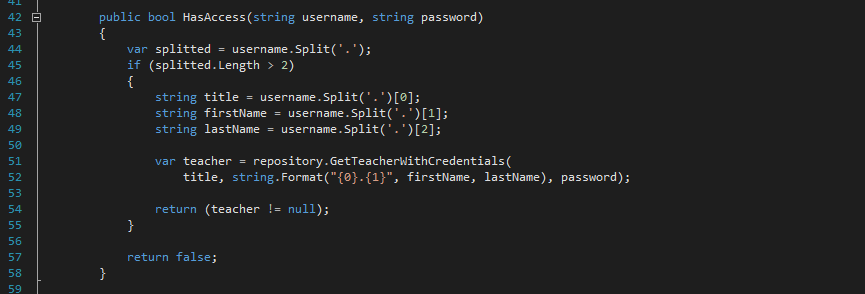 41
42 public bool HasAccess(string username, string password)
43 {
44 var splitted = username.Split('.');
45 if (splitted.Length > 2)
46 {
47 string title = username.Split('.')[0];
48 string firstName = username.Split('.')[1];
49 string lastName = username.Split('.')[2];
50
51 var teacher = repository.GetTeacherWithCredentials(
52 title, string.Format("{0}.{1}", firstName, lastName), password);
53
54 return (teacher != null);
55 }
56
57 return false;
58 }
59